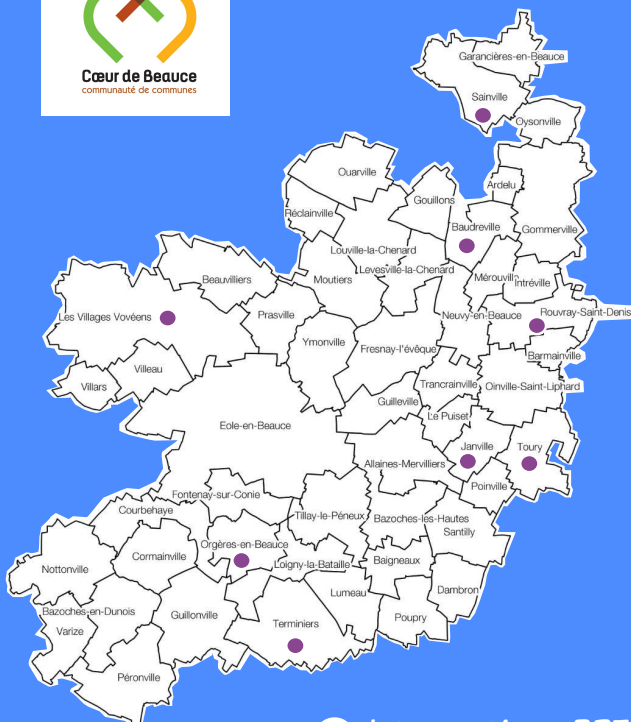 Cœur de Beauce
communauté de communes
Garancières-en-Beauce
Sainville
Oysonville
Ouarville
Ardelu
Gouillons
Réclainville
Baudreville
Gommerville
Louville-la-Chenard
Levesville-la-Chenard
Beauvilliers
Moutiers
Mérouville
Intréville
Les Villages Vovéens
Prasville
Neuvy-en-Beauce
Rouvray-Saint-Denis
Ymonville
Fresnay-l'évêque
Barmainville
Villeau
Villars
Trancrainville
Oinville-Saint-Liphard
Guilleville
Le Puiset
Eole-en-Beauce
Janville
Toury
Allaines-Mervilliers
Poinville
Fontenay-sur-Conie
Courbehaye
Tillay-le-Péneux
Bazoches-les-Hautes
Santilly
Cormainville
Orgères-en-Beauce
Loigny-la-Bataille
Baigneaux
Nottonville
Dambron
Lumeau
Bazoches-en-Dunois
Guillonville
Poupry
Varize
Terminiers
Péronville